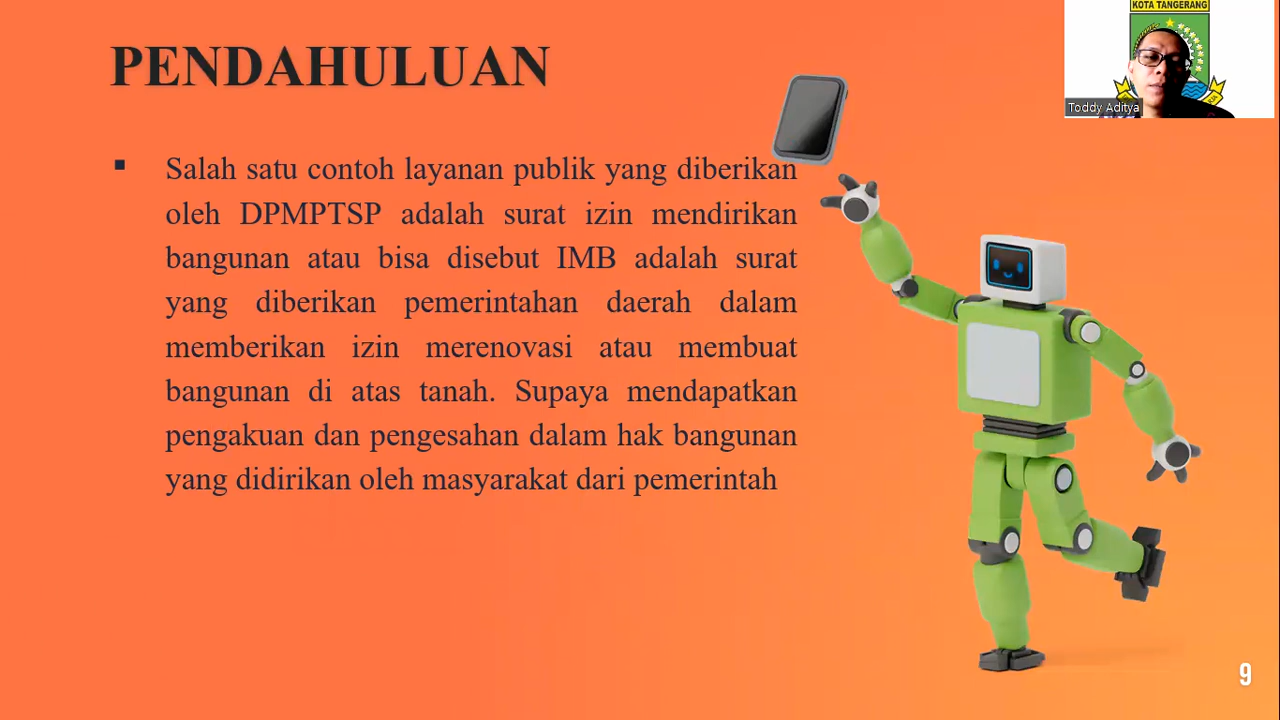 PENDAHULUAN
KOTA TANGERANG
Toddy Aditya
▪ Salah satu contoh layanan publik yang diberikan
oleh DPMPTSP adalah surat izin mendirikan
bangunan atau bisa disebut IMB adalah surat
yang diberikan pemerintahan daerah dalam
memberikan izin merenovasi atau membuat
bangunan di atas tanah. Supaya mendapatkan
pengakuan dan pengesahan dalam hak bangunan
yang didirikan oleh masyarakat dari pemerintah
9